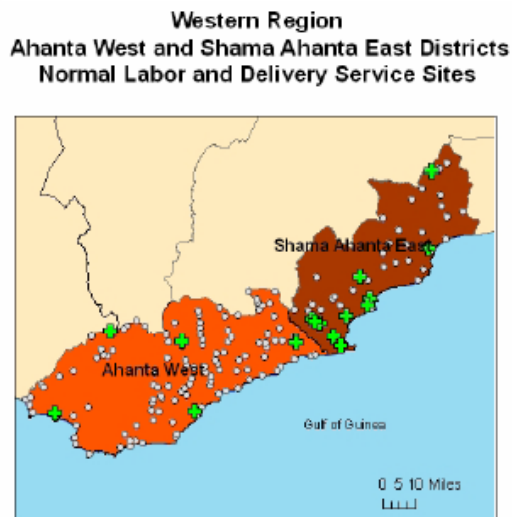 Western Region
Ahanta West and Shama Ahanta East Districts
Normal Labor and Delivery Service Sites
Shama Ahanta East
Ahanta West
Gulf of Guinea
0 5 10 Miles